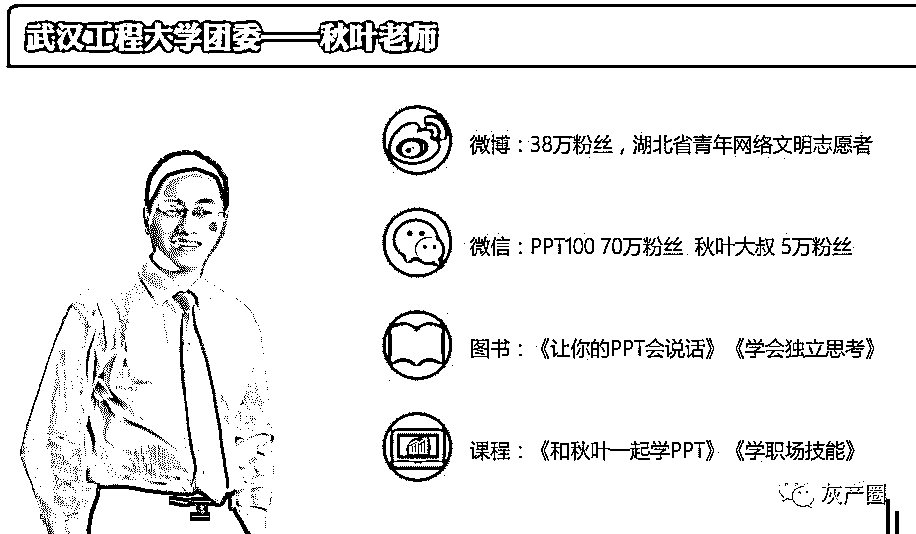 武汉工程大学团委——秋叶老师
微博：38万粉丝，湖北省青年网络文明志愿者
微信：PPT100 70万粉丝 秋叶大叔 5万粉丝
图书：《让你的PPT会说话》《学会独立思考》
课程：《和秋叶一起学PPT》《学职场技能》
灰产圈